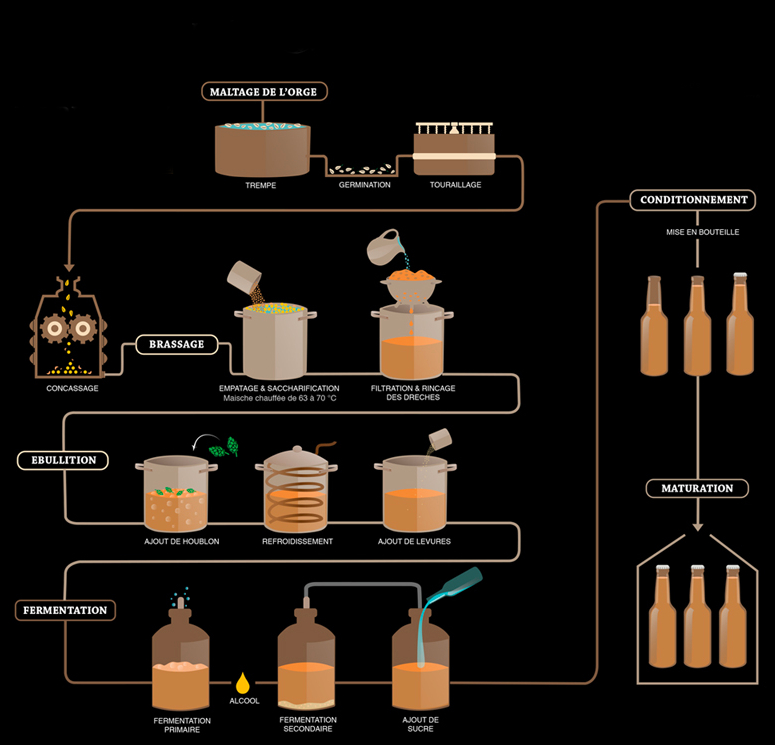 MALTAGE DE L'ORGE
TREMPE
GERMINATION
TOURAILLAGE
CONCASSAGE
BRASSAGE
EMPATAGE & SACCHARIFICATION
Maische chauffée de 63 à 70 °C
FILTRATION & RINCAGE
DES DRECHES
EBULLITION
AJOUT DE HOUBLON
REFROIDISSEMENT
AJOUT DE LEVURES
FERMENTATION
FERMENTATION
PRIMAIRE
ALCOOL
FERMENTATION
SECONDAIRE
AJOUT DE
SUCRE
CONDITIONNEMENT
MISE EN BOUTEILLE
MATURATION